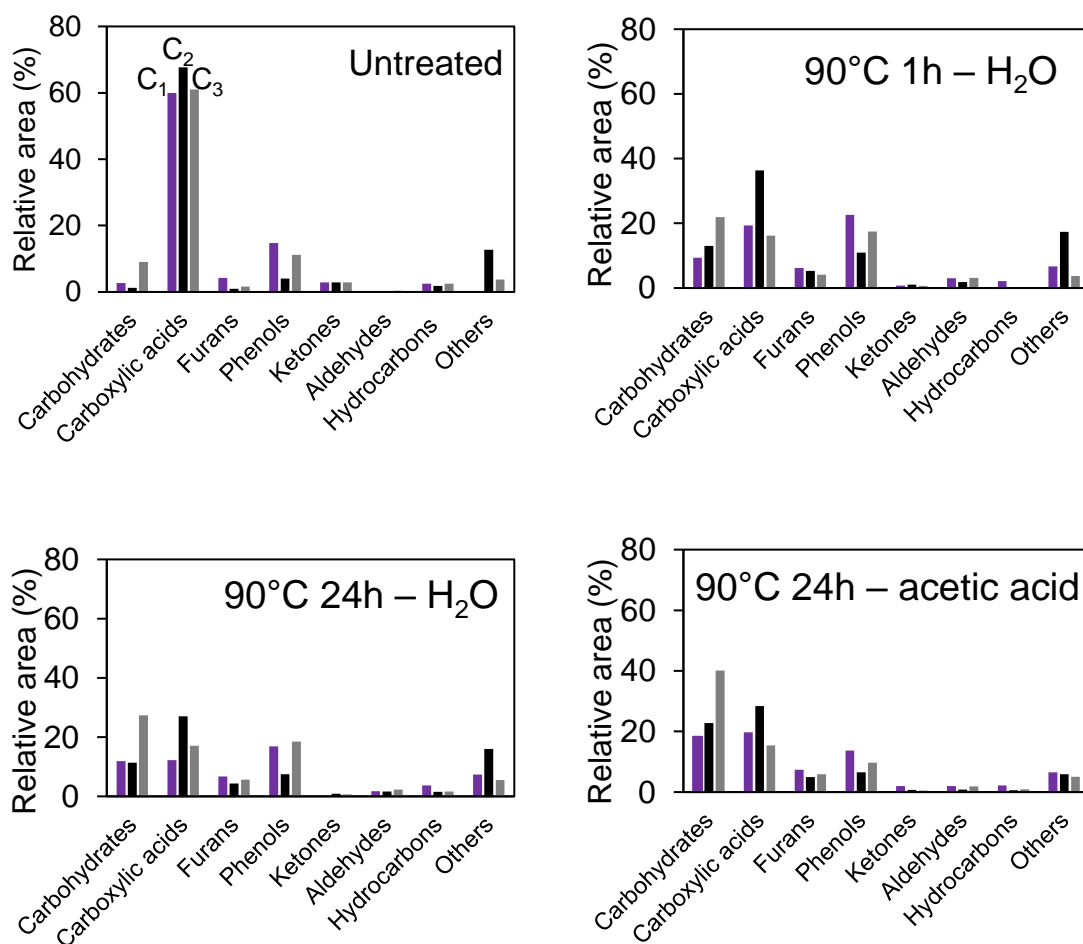 Relative area (%)
80
60
40
20
0
C₁ C₂ C₃
Untreated
Carbohydrates
Carboxylic acids
Furans
Phenols
Ketones
Aldehydes
Hydrocarbons
Others
Relative area (%)
80
60
40
20
0
90°C 1h – H₂O
Carbohydrates
Carboxylic acids
Furans
Phenols
Ketones
Aldehydes
Hydrocarbons
Others
Relative area (%)
80
60
40
20
0
90°C 24h – H₂O
Carbohydrates
Carboxylic acids
Furans
Phenols
Ketones
Aldehydes
Hydrocarbons
Others
Relative area (%)
80
60
40
20
0
90°C 24h – acetic acid
Carbohydrates
Carboxylic acids
Furans
Phenols
Ketones
Aldehydes
Hydrocarbons
Others